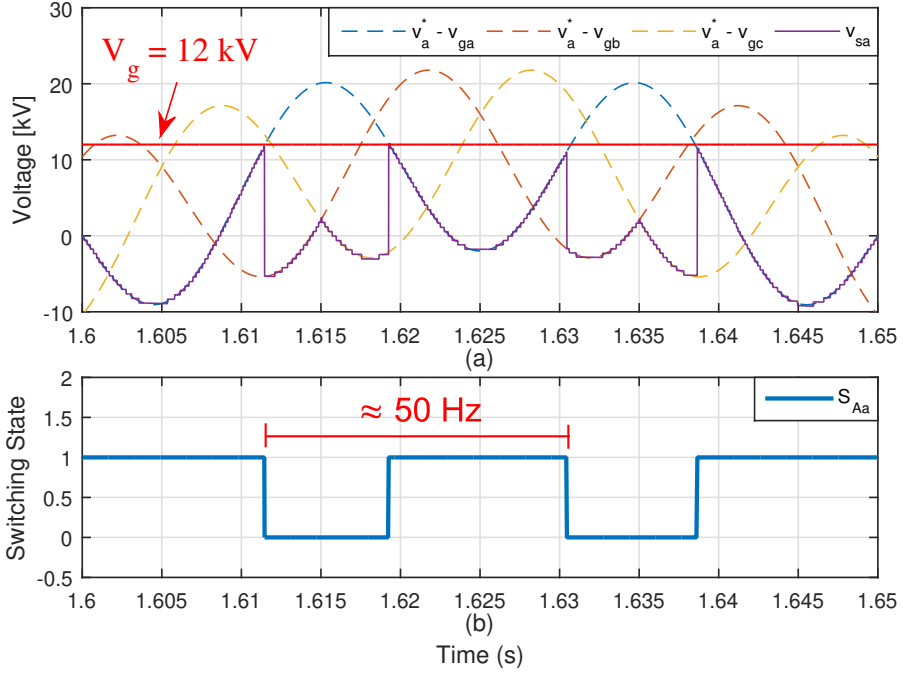 30
20
10
0
-10
Voltage [kV]
V_g = 12 kV
v_a^* - v_ga
v_a^* - v_gb
v_a^* - v_gc
v_sa
1.6 1.605 1.61 1.615 1.62 1.625 1.63 1.635 1.64 1.645 1.65
(a)
2
1.5
1
0.5
0
-0.5
Switching State
≈ 50 Hz
S_Aa
1.6 1.605 1.61 1.615 1.62 1.625 1.63 1.635 1.64 1.645 1.65
(b)
Time (s)